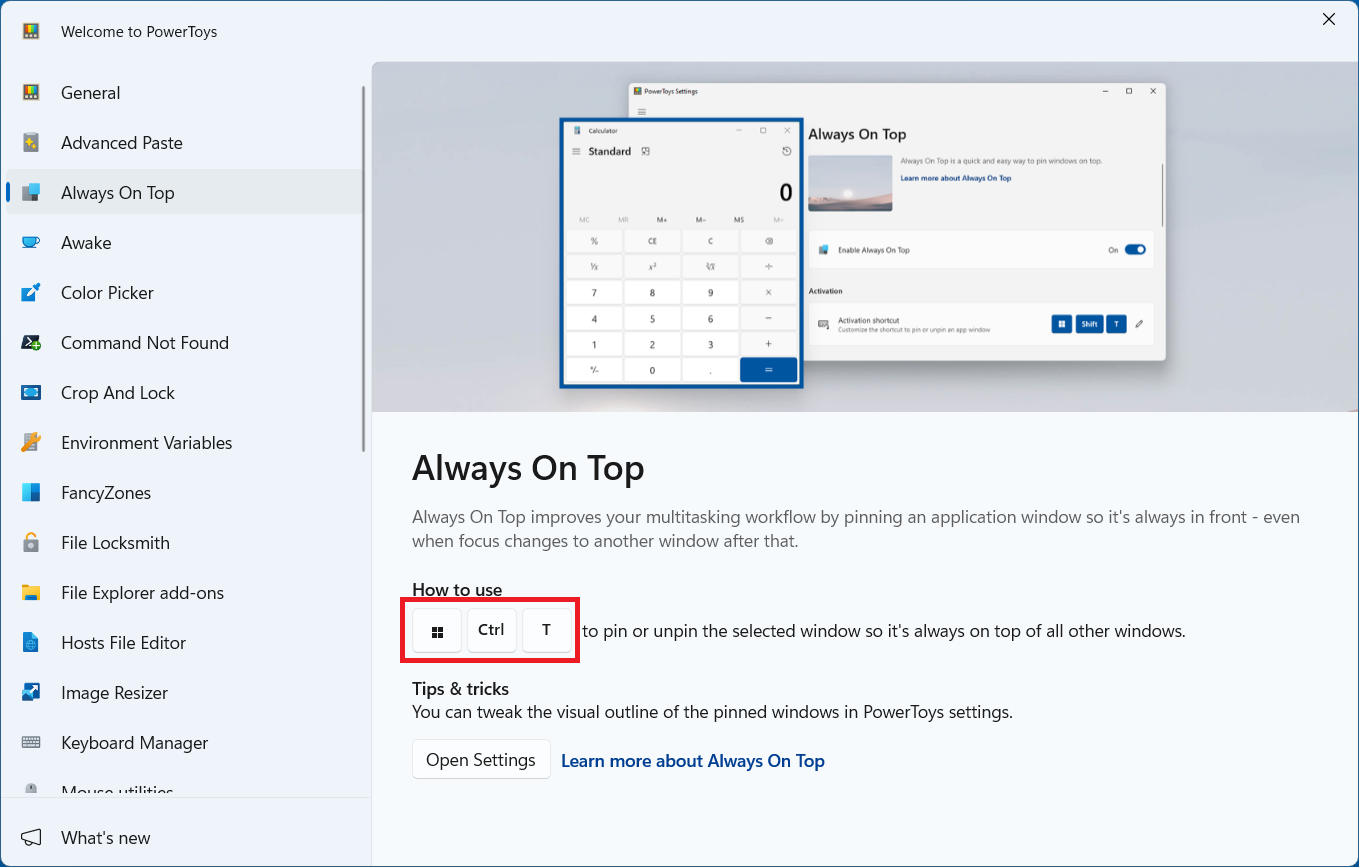 Welcome to PowerToys
General
Advanced Paste
Always On Top
Awake
Color Picker
Command Not Found
Crop And Lock
Environment Variables
FancyZones
File Locksmith
File Explorer add-ons
Hosts File Editor
Image Resizer
Keyboard Manager
Mouse utilities
What's new
PowerToys Settings
Calculator
Standard
0
MC MR M+ M- MS
% CE C
7 8 9 ×
4 5 6 −
1 2 3 +
+/- 0 . =
Always On Top
Always On Top is a quick and easy way to pin windows on top.
Learn more about Always On Top
Enable Always On Top
On
Activation
Activation shortcut
Customize the shortcut to pin or unpin an app window
Shift T
Always On Top
Always On Top improves your multitasking workflow by pinning an application window so it's always in front - even
when focus changes to another window after that.
How to use
Ctrl T to pin or unpin the selected window so it's always on top of all other windows.
Tips & tricks
You can tweak the visual outline of the pinned windows in PowerToys settings.
Open Settings Learn more about Always On Top